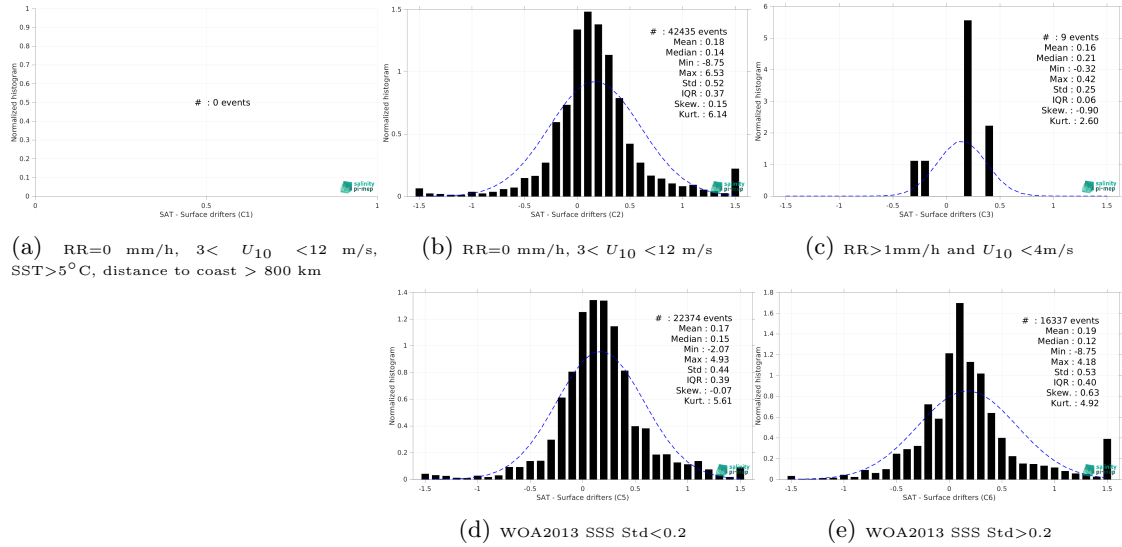 1
0.9
0.8
0.7
0.6
0.5
0.4
0.3
0.2
0.1
0
Normalized histogram
# : 0 events
salinity
pi-mep
0 0.5 1
SAT - Surface drifters (C1)
(a) RR=0 mm/h, 3< U10 <12 m/s,
SST>5°C, distance to coast > 800 km
1.5
1
0.5
0
Normalized histogram
# : 42435 events
Mean : 0.18
Median : 0.14
Min : -8.75
Max : 6.53
Std : 0.52
IQR : 0.37
Skew. : 0.15
Kurt. : 6.14
salinity
pi-mep
-1.5 -1 -0.5 0 0.5 1 1.5
SAT - Surface drifters (C2)
(b) RR=0 mm/h, 3< U10 <12 m/s
6
5
4
3
2
1
0
Normalized histogram
# : 9 events
Mean : 0.16
Median : 0.21
Min : -0.32
Max : 0.42
Std : 0.25
IQR : 0.06
Skew. : -0.90
Kurt. : 2.60
salinity
pi-mep
-1.5 -1 -0.5 0 0.5 1 1.5
SAT - Surface drifters (C3)
(c) RR>1mm/h and U10 <4m/s
1.4
1.2
1
0.8
0.6
0.4
0.2
0
Normalized histogram
# : 22374 events
Mean : 0.17
Median : 0.15
Min : -2.07
Max : 4.93
Std : 0.44
IQR : 0.39
Skew. : -0.07
Kurt. : 5.61
salinity
pi-mep
-1.5 -1 -0.5 0 0.5 1 1.5
SAT - Surface drifters (C5)
(d) WOA2013 SSS Std<0.2
1.8
1.6
1.4
1.2
1
0.8
0.6
0.4
0.2
0
Normalized histogram
# : 16337 events
Mean : 0.19
Median : 0.12
Min : -8.75
Max : 4.18
Std : 0.53
IQR : 0.40
Skew. : 0.63
Kurt. : 4.92
salinity
pi-mep
-1.5 -1 -0.5 0 0.5 1 1.5
SAT - Surface drifters (C6)
(e) WOA2013 SSS Std>0.2